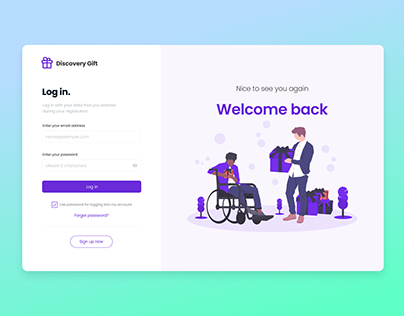 Discovery Gift
Log in.
Log in with your data that you entered
during your registration.
Enter your email address
name@example.com
Enter your password
atleast 8 characters
Log in
Use password for logging into my account
Forgot password?
Sign up now
Nice to see you again
Welcome back